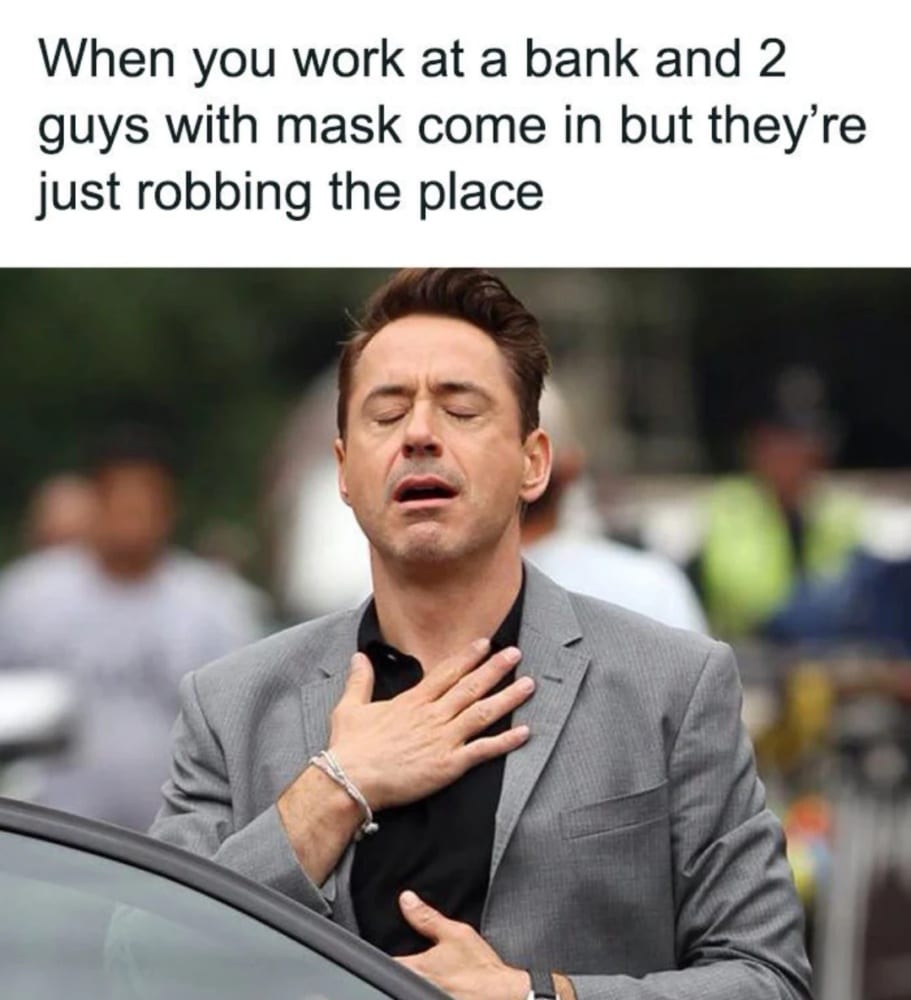 When you work at a bank and 2
guys with mask come in but they’re
just robbing the place